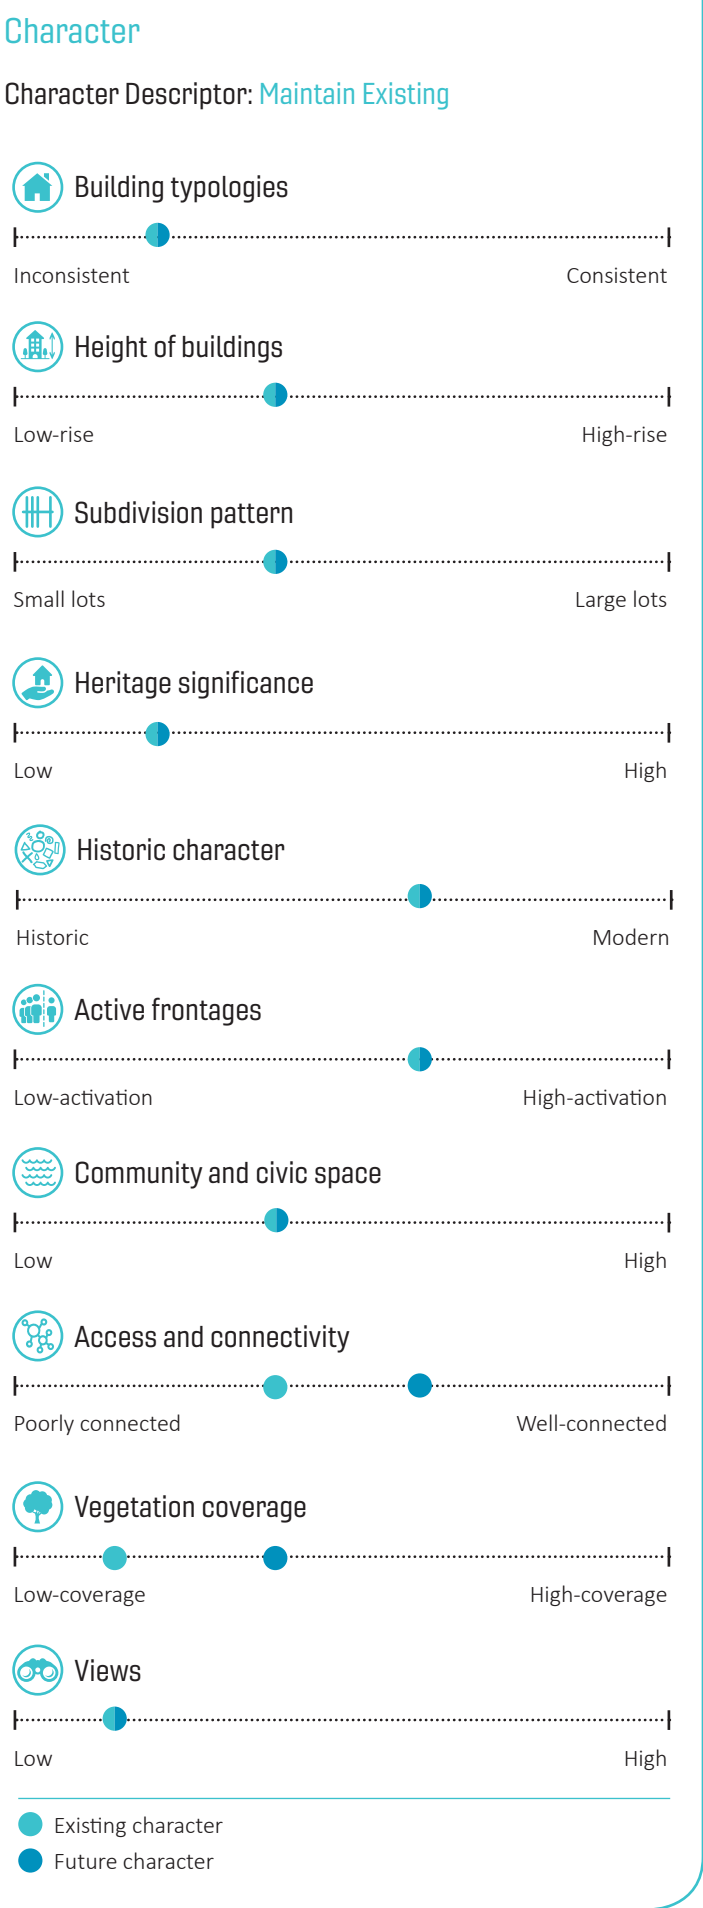 Character
Character Descriptor: Maintain Existing
Building typologies
Inconsistent Consistent
Height of buildings
Low-rise High-rise
Subdivision pattern
Small lots Large lots
Heritage significance
Low High
Historic character
Historic Modern
Active frontages
Low-activation High-activation
Community and civic space
Low High
Access and connectivity
Poorly connected Well-connected
Vegetation coverage
Low-coverage High-coverage
Views
Low High
Existing character
Future character